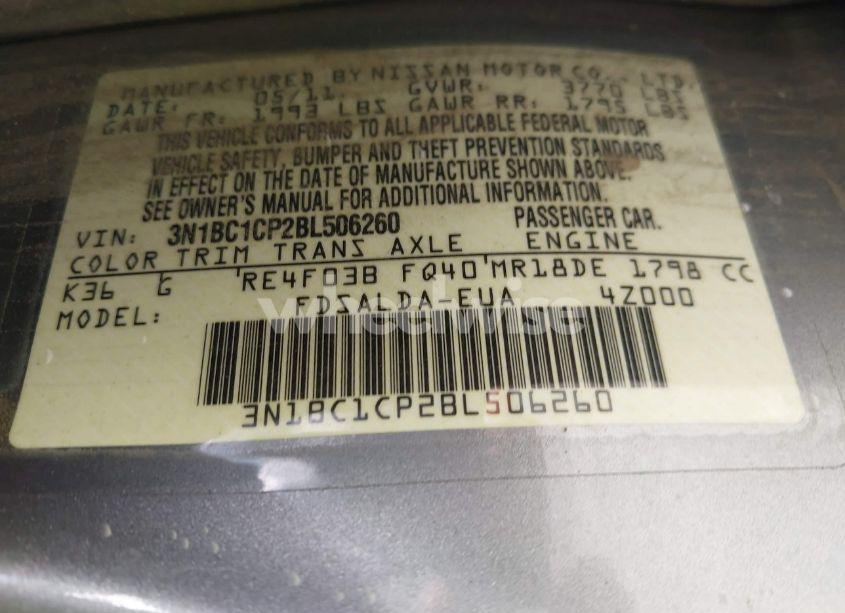 MANUFACTURED BY NISSAN MOTOR CO., LTD.
DATE: 05/11 GVWR: 3770 LBS
GAWR FR: 1993 LBS GAWR RR: 1795 LBS
THIS VEHICLE CONFORMS TO ALL APPLICABLE FEDERAL MOTOR
VEHICLE SAFETY, BUMPER AND THEFT PREVENTION STANDARDS
IN EFFECT ON THE DATE OF MANUFACTURE SHOWN ABOVE.
SEE OWNER'S MANUAL FOR ADDITIONAL INFORMATION.
VIN: 3N1BC1CP2BL506260 PASSENGER CAR.
COLOR TRIM TRANS AXLE ENGINE
K36 G RE4F03B FQ40 MR18DE 1798 CC
MODEL: FDSALDA-EUA 4Z000
wheelwise
3N1BC1CP2BL506260